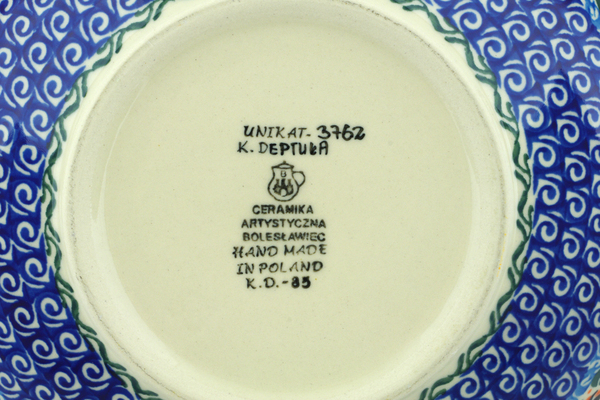 UNIKAT-3762
K. DEPTUŁA
B
CERAMIKA
ARTYSTYCZNA
BOLESŁAWIEC
HAND MADE
IN POLAND
K.D.-85